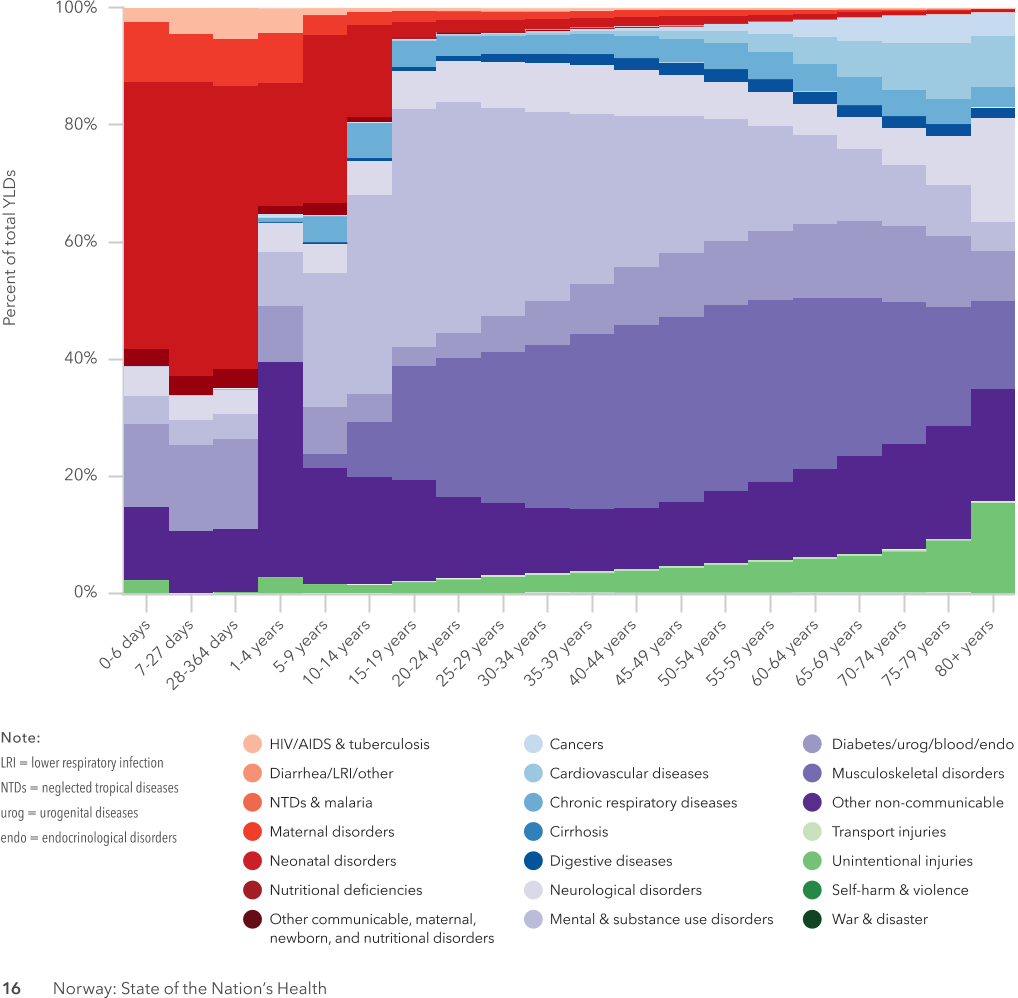 100%
80%
60%
40%
20%
0%
Percent of total YLDs
0-6 days
7-27 days
28-364 days
1-4 years
5-9 years
10-14 years
15-19 years
20-24 years
25-29 years
30-34 years
35-39 years
40-44 years
45-49 years
50-54 years
55-59 years
60-64 years
65-69 years
70-74 years
75-79 years
80+ years
Note:
LRI = lower respiratory infection
NTDs = neglected tropical diseases
urog = urogenital diseases
endo = endocrinological disorders
HIV/AIDS & tuberculosis
Diarrhea/LRI/other
NTDs & malaria
Maternal disorders
Neonatal disorders
Nutritional deficiencies
Other communicable, maternal,
newborn, and nutritional disorders
Cancers
Cardiovascular diseases
Chronic respiratory diseases
Cirrhosis
Digestive diseases
Neurological disorders
Mental & substance use disorders
Diabetes/urog/blood/endo
Musculoskeletal disorders
Other non-communicable
Transport injuries
Unintentional injuries
Self-harm & violence
War & disaster
16 Norway: State of the Nation's Health